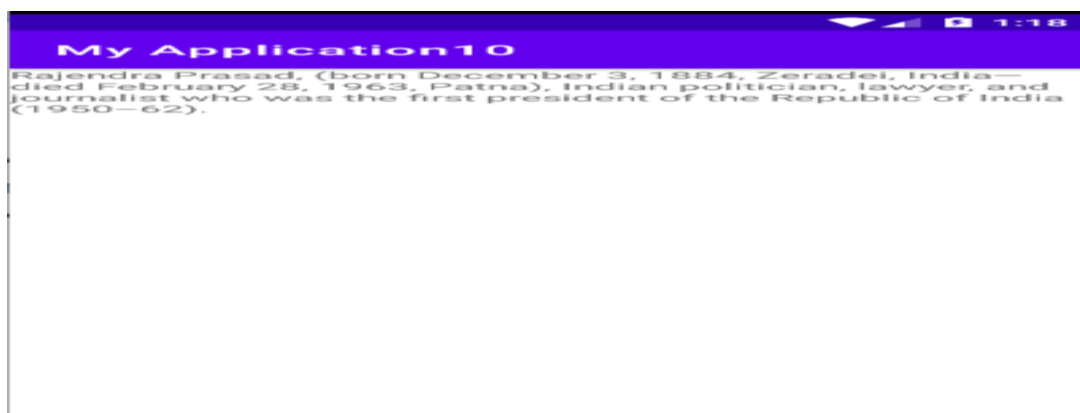 1:18
My Application10
Rajendra Prasad, (born December 3, 1884, Zeradei, India—
died February 28, 1963, Patna), Indian politician, lawyer, and
journalist who was the first president of the Republic of India
(1950—62).